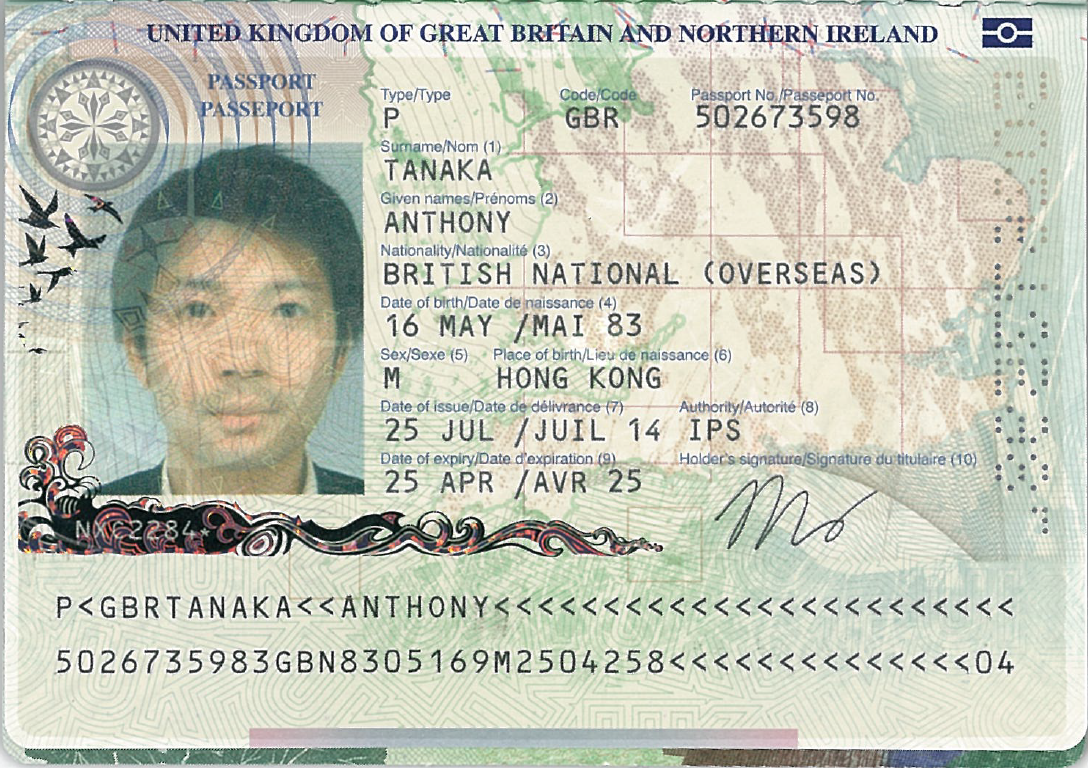 UNITED KINGDOM OF GREAT BRITAIN AND NORTHERN IRELAND
PASSPORT
PASSEPORT
Type/Type Code/Code Passport No./Passeport No.
P GBR 502673598
Surname/Nom (1)
TANAKA
Given names/Prénoms (2)
ANTHONY
Nationality/Nationalité (3)
BRITISH NATIONAL (OVERSEAS)
Date of birth/Date de naissance (4)
16 MAY /MAI 83
Sex/Sexe (5) Place of birth/Lieu de naissance (6)
M HONG KONG
Date of issue/Date de délivrance (7) Authority/Autorité (8)
25 JUL /JUIL 14 IPS
Date of expiry/Date d'expiration (9) Holder's signature/Signature du titulaire (10)
25 APR /AVR 25
P<GBRTANAKA<<ANTHONY<<<<<<<<<<<<<<<<<<<<<<<<
5026735983GBN8305169M2504258<<<<<<<<<<<<<<04